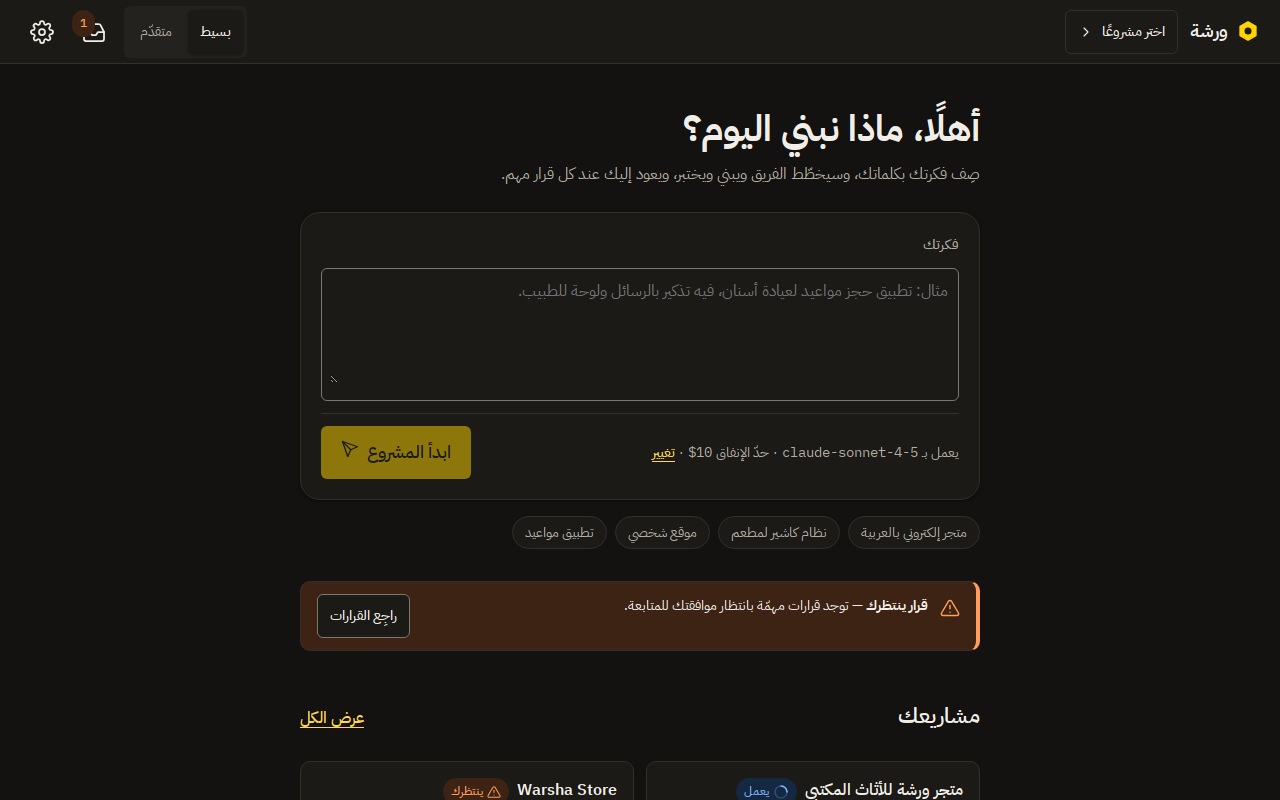 ورشة
اختر مشروعًا
بسيط
متقدّم
1
أهلًا، ماذا نبني اليوم؟
صِف فكرتك بكلماتك، وسيخطّط الفريق ويبني ويختبر، ويعود إليك عند كل قرار مهم.
فكرتك
مثال: تطبيق حجز مواعيد لعيادة أسنان، فيه تذكير بالرسائل ولوحة للطبيب.
يعمل بـ claude-sonnet-4-5 · حدّ الإنفاق 10$ · تغيير
ابدأ المشروع
متجر إلكتروني بالعربية
نظام كاشير لمطعم
موقع شخصي
تطبيق مواعيد
قرار ينتظرك — توجد قرارات مهمّة بانتظار موافقتك للمتابعة.
راجِع القرارات
مشاريعك
عرض الكل
متجر ورشة للأثاث المكتبي
يعمل
Warsha Store
ينتظرك